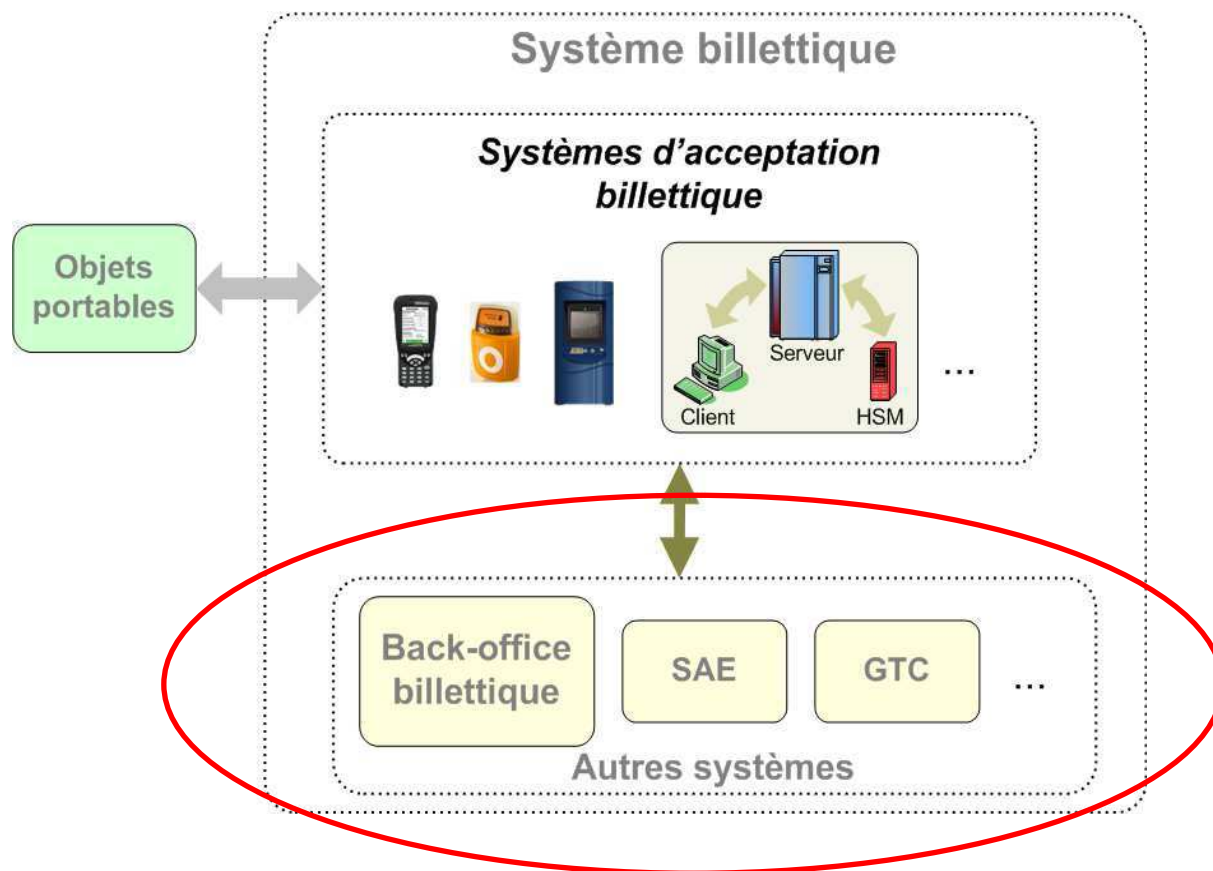 Système billettique
Systèmes d'acceptation
billettique
Objets
portables
Serveur
Client
HSM
...
Back-office
billettique
SAE
GTC
...
Autres systèmes